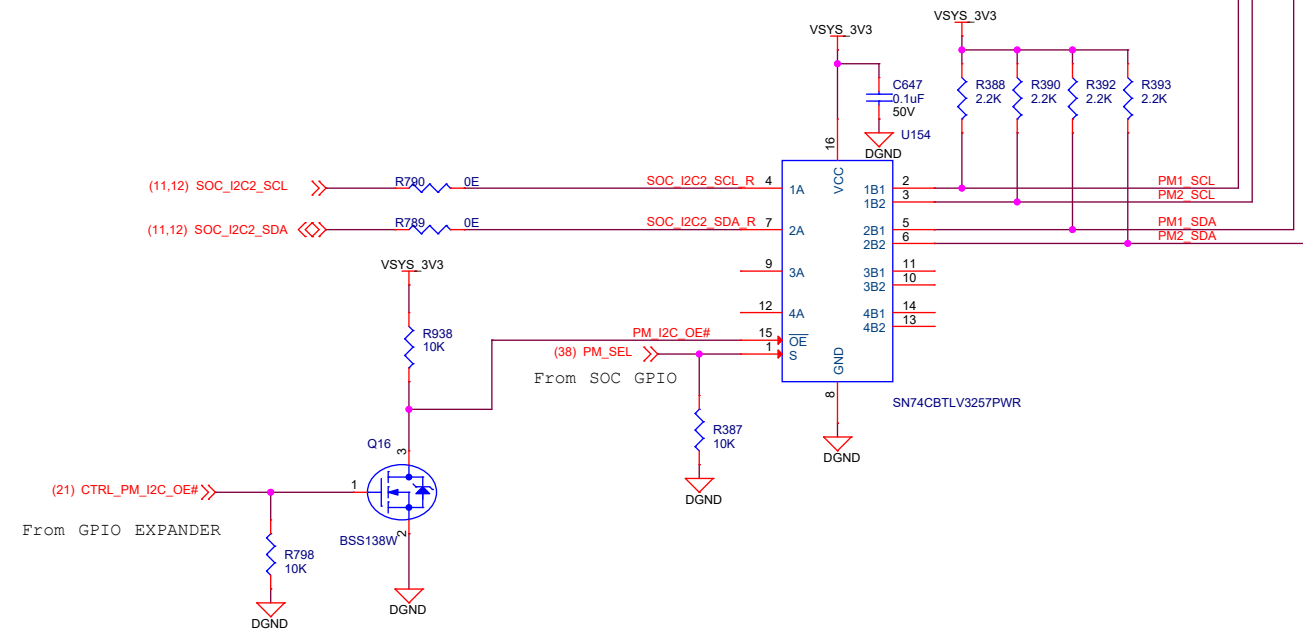 VSYS_3V3
VSYS_3V3
C647
0.1uF
50V
R388
2.2K
R390
2.2K
R392
2.2K
R393
2.2K
U154
DGND
16
VCC
(11,12) SOC_I2C2_SCL
R790
0E
SOC_I2C2_SCL_R
4
1A
1B1
2
PM1_SCL
1B2
3
PM2_SCL
(11,12) SOC_I2C2_SDA
R789
0E
SOC_I2C2_SDA_R
7
2A
2B1
5
PM1_SDA
2B2
6
PM2_SDA
VSYS_3V3
9
3A
3B1
11
3B2
10
12
4A
4B1
14
4B2
13
R938
10K
PM_I2C_OE#
15
OE
(38) PM_SEL
1
S
From SOC GPIO
GND
8
SN74CBTLV3257PWR
R387
10K
DGND
DGND
Q16
3
(21) CTRL_PM_I2C_OE#
1
From GPIO EXPANDER
BSS138W
2
R798
10K
DGND
DGND